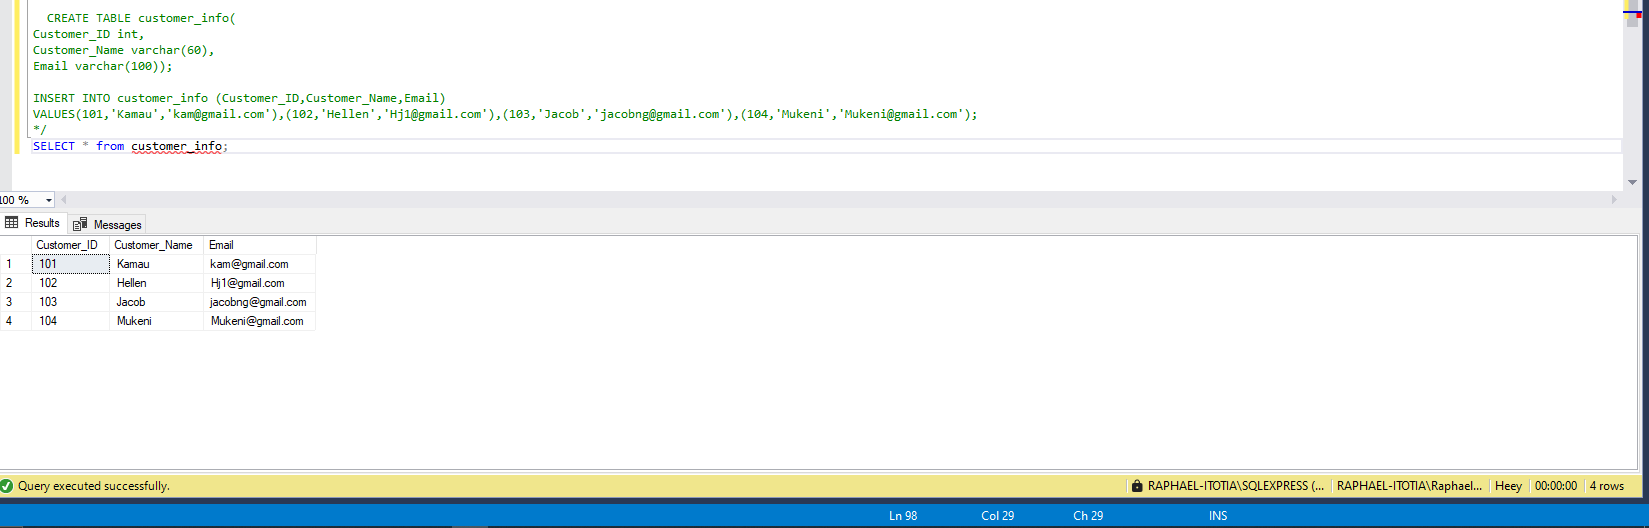 CREATE TABLE customer_info(
Customer_ID int,
Customer_Name varchar(60),
Email varchar(100));
INSERT INTO customer_info (Customer_ID,Customer_Name,Email)
VALUES(101,'Kamau','kam@gmail.com'),(102,'Hellen','Hj1@gmail.com'),(103,'Jacob','jacobng@gmail.com'),(104,'Mukeni','Mukeni@gmail.com');
*/
SELECT * from customer_info;
100 %
Results Messages
Customer_ID Customer_Name Email
1 101 Kamau kam@gmail.com
2 102 Hellen Hj1@gmail.com
3 103 Jacob jacobng@gmail.com
4 104 Mukeni Mukeni@gmail.com
Query executed successfully. RAPHAEL-ITOTIA\SQLEXPRESS (... RAPHAEL-ITOTIA\Raphael... Heey 00:00:00 4 rows
Ln 98 Col 29 Ch 29 INS